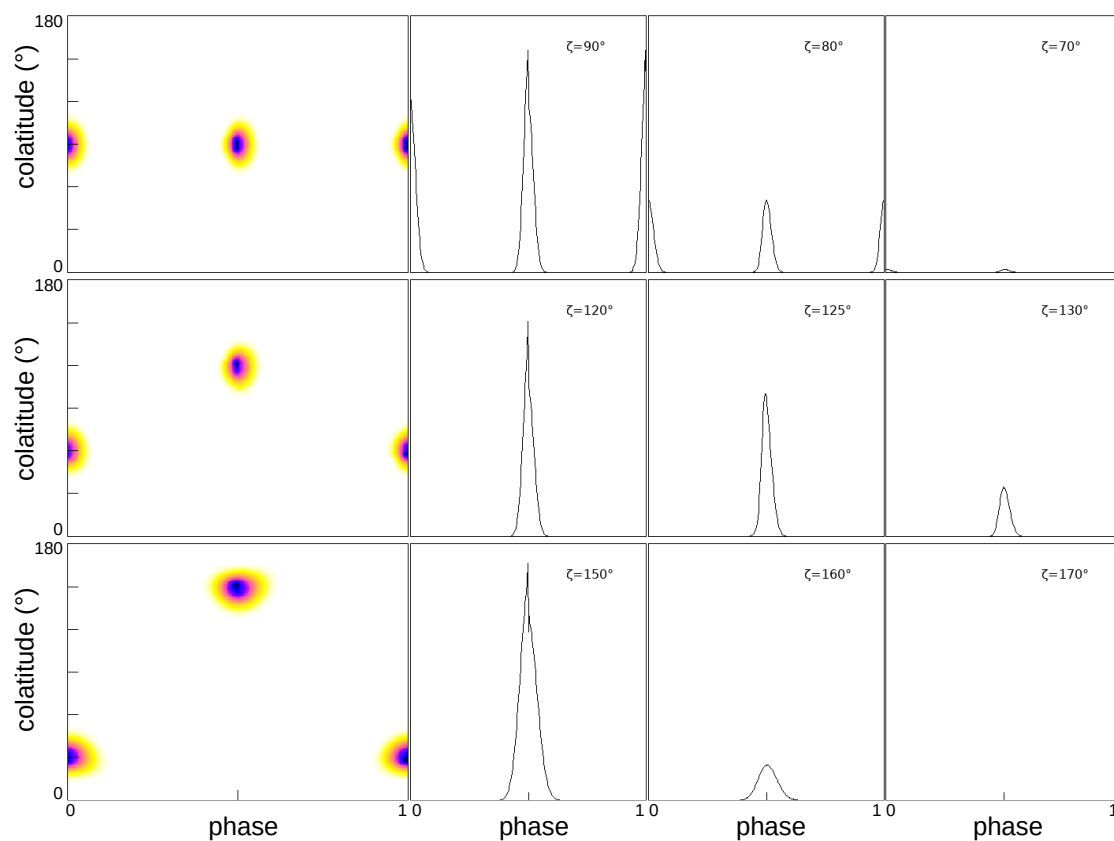 180
colatitude (°)
0
ζ=90°
ζ=80°
ζ=70°
180
colatitude (°)
0
ζ=120°
ζ=125°
ζ=130°
180
colatitude (°)
0
ζ=150°
ζ=160°
ζ=170°
0 1 0 1 0 1 0 1
phase phase phase phase